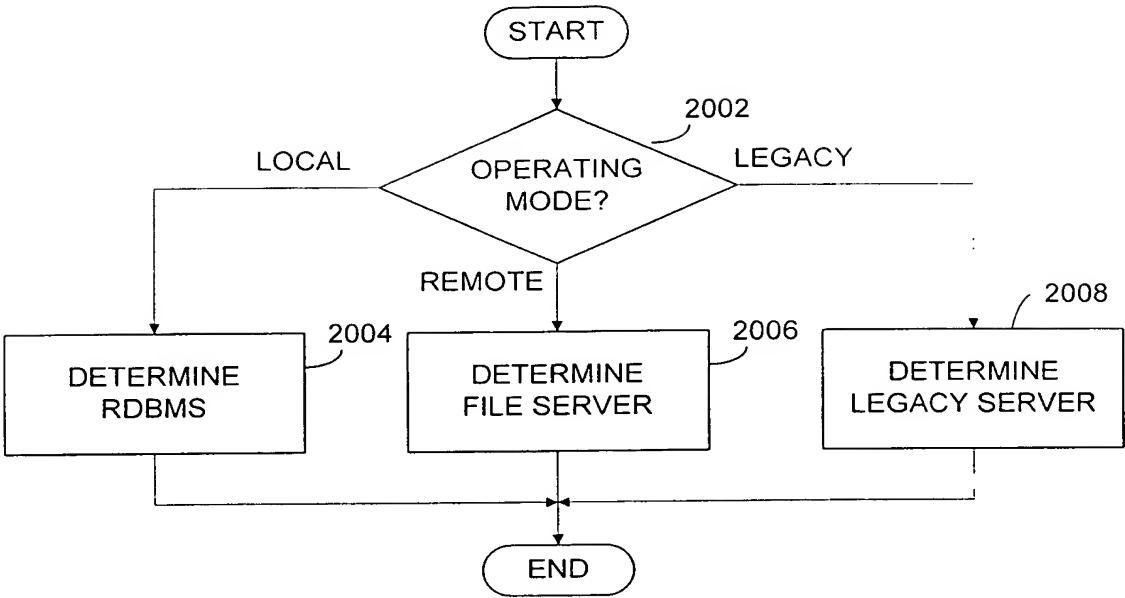 START
2002
LOCAL
OPERATING
MODE?
LEGACY
REMOTE
2004
2006
2008
DETERMINE
RDBMS
DETERMINE
FILE SERVER
DETERMINE
LEGACY SERVER
END